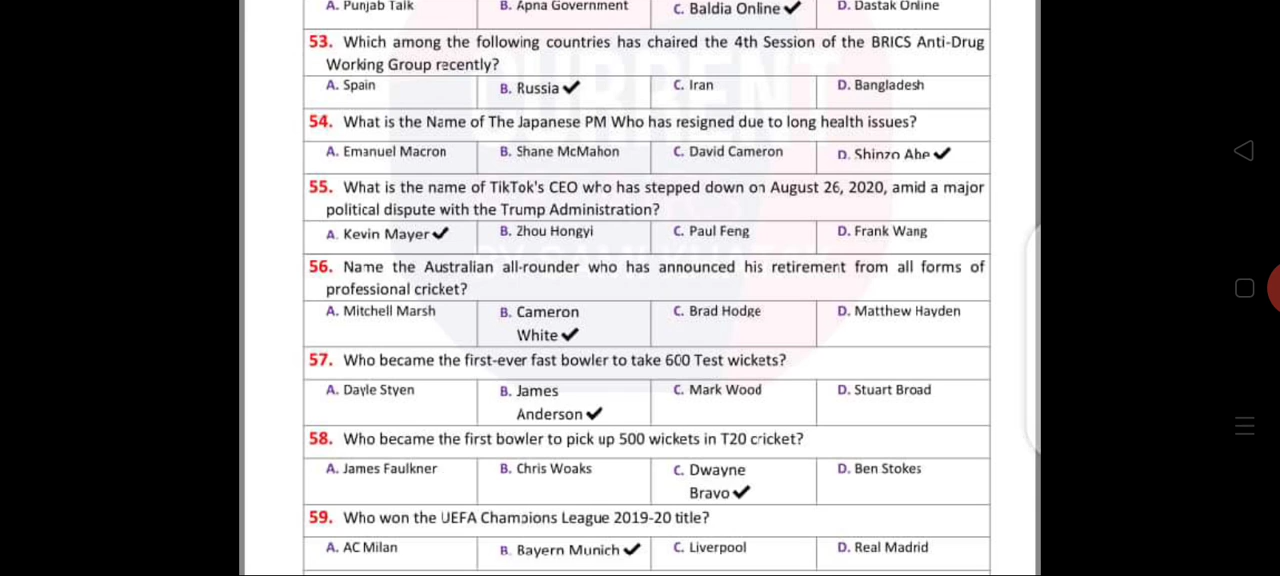 A. Punjab Talk B. Apna Government C. Baldia Online ✔ D. Dastak Online
53. Which among the following countries has chaired the 4th Session of the BRICS Anti-Drug
Working Group recently?
A. Spain B. Russia ✔ C. Iran D. Bangladesh
54. What is the Name of The Japanese PM Who has resigned due to long health issues?
A. Emanuel Macron B. Shane McMahon C. David Cameron D. Shinzo Abe ✔
55. What is the name of TikTok's CEO who has stepped down on August 26, 2020, amid a major
political dispute with the Trump Administration?
A. Kevin Mayer ✔ B. Zhou Hongyi C. Paul Feng D. Frank Wang
56. Name the Australian all-rounder who has announced his retirement from all forms of
professional cricket?
A. Mitchell Marsh B. Cameron C. Brad Hodge D. Matthew Hayden
White ✔
57. Who became the first-ever fast bowler to take 600 Test wickets?
A. Dayle Styen B. James C. Mark Wood D. Stuart Broad
Anderson ✔
58. Who became the first bowler to pick up 500 wickets in T20 cricket?
A. James Faulkner B. Chris Woaks C. Dwayne D. Ben Stokes
Bravo ✔
59. Who won the UEFA Champions League 2019-20 title?
A. AC Milan B. Bayern Munich ✔ C. Liverpool D. Real Madrid